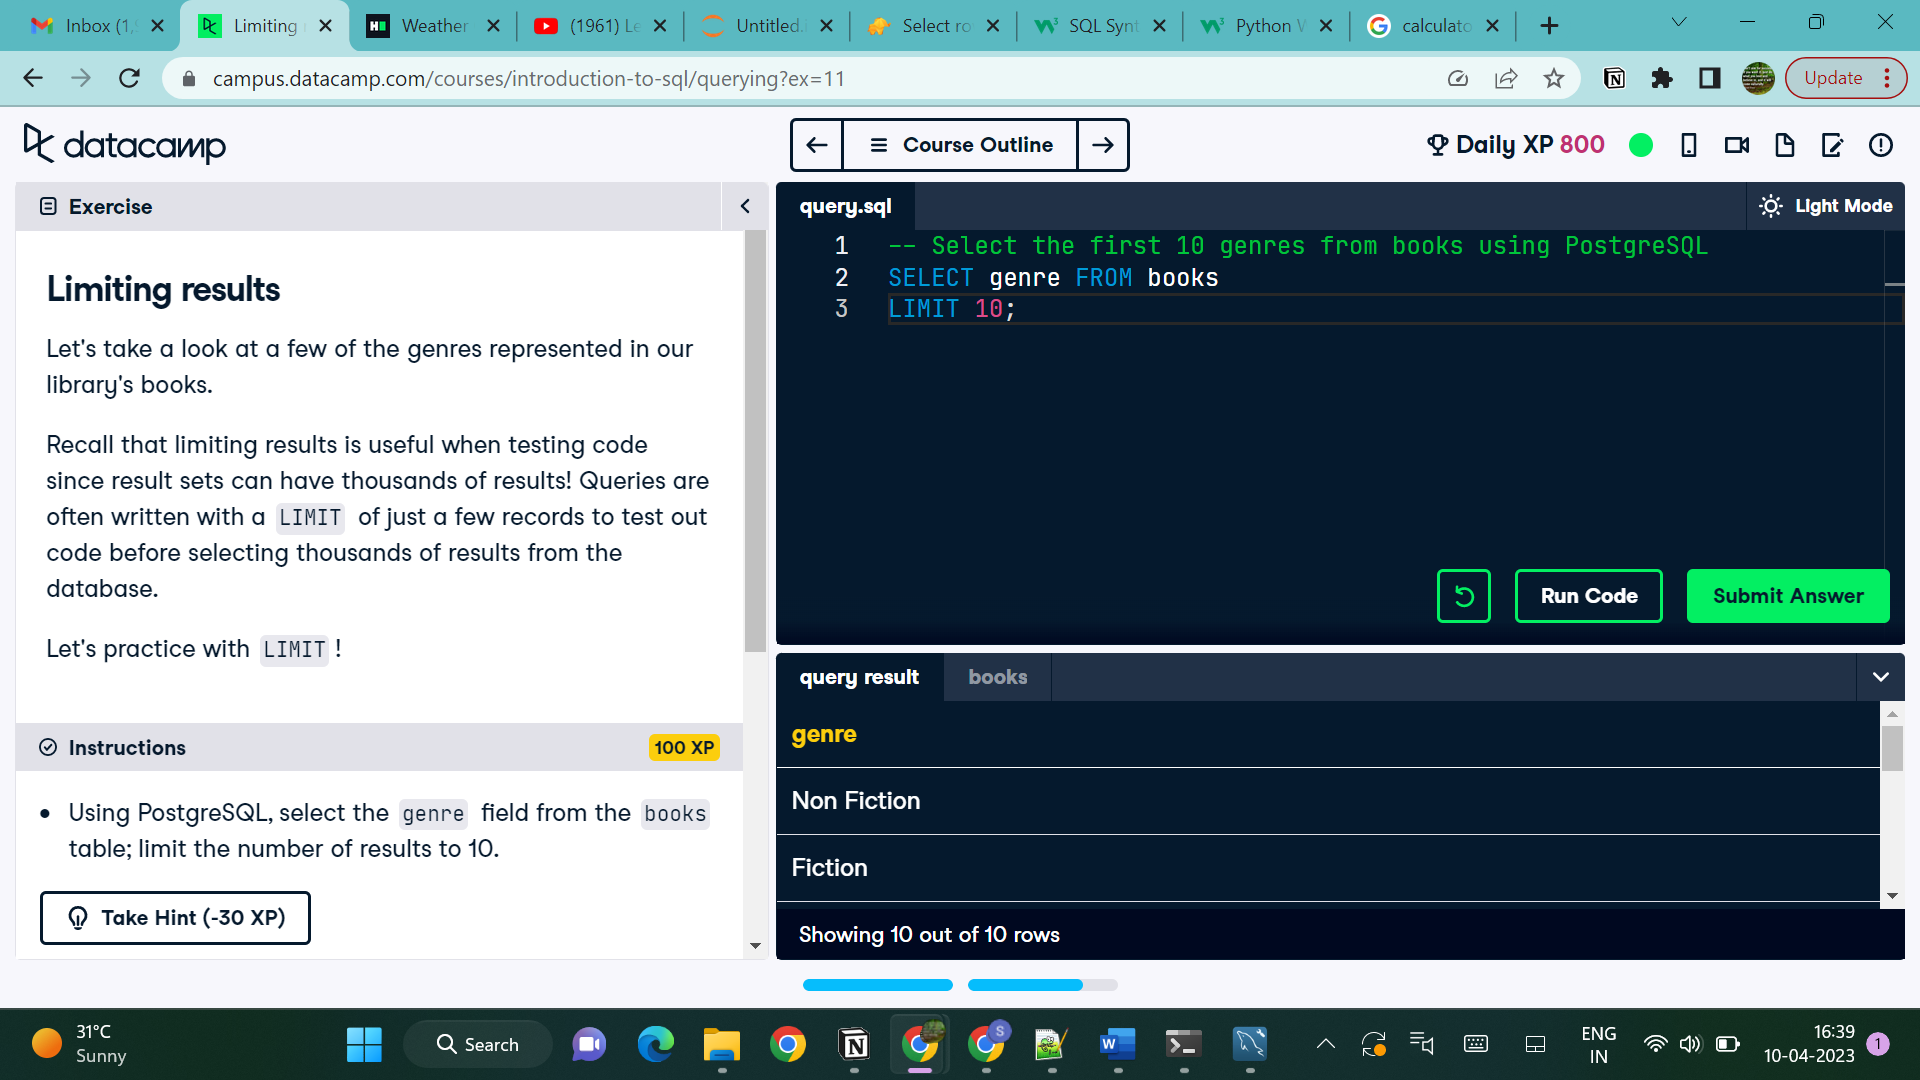 Inbox (1,
Limiting
Weather
(1961) Le
Untitled.
Select ro
SQL Synt
Python W
calculato
campus.datacamp.com/courses/introduction-to-sql/querying?ex=11
Update
datacamp
Course Outline
Daily XP 800
Exercise
Limiting results
Let's take a look at a few of the genres represented in our
library's books.
Recall that limiting results is useful when testing code
since result sets can have thousands of results! Queries are
often written with a LIMIT of just a few records to test out
code before selecting thousands of results from the
database.
Let's practice with LIMIT !
Instructions
100 XP
Using PostgreSQL, select the genre field from the books
table; limit the number of results to 10.
Take Hint (-30 XP)
query.sql
Light Mode
1 -- Select the first 10 genres from books using PostgreSQL
2 SELECT genre FROM books
3 LIMIT 10;
Run Code
Submit Answer
query result
books
genre
Non Fiction
Fiction
Showing 10 out of 10 rows
31°C
Sunny
Search
ENG
IN
16:39
10-04-2023
1